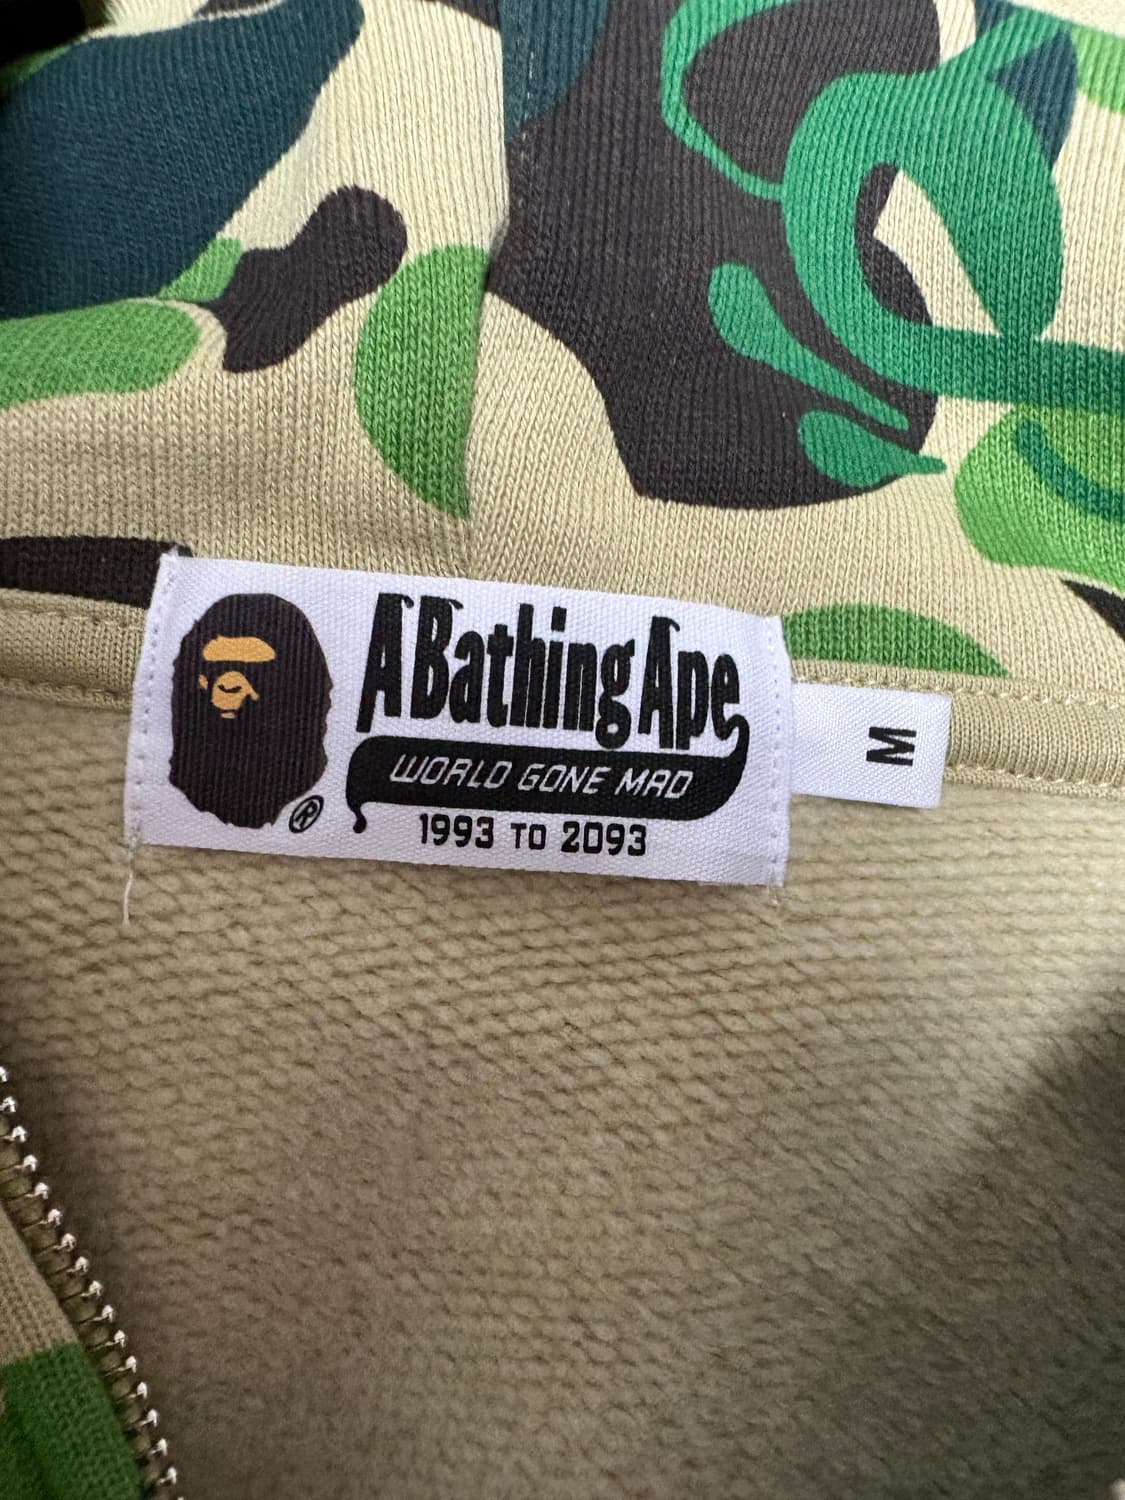 A Bathing Ape
WORLD GONE MAD
1993 TO 2093
®
M